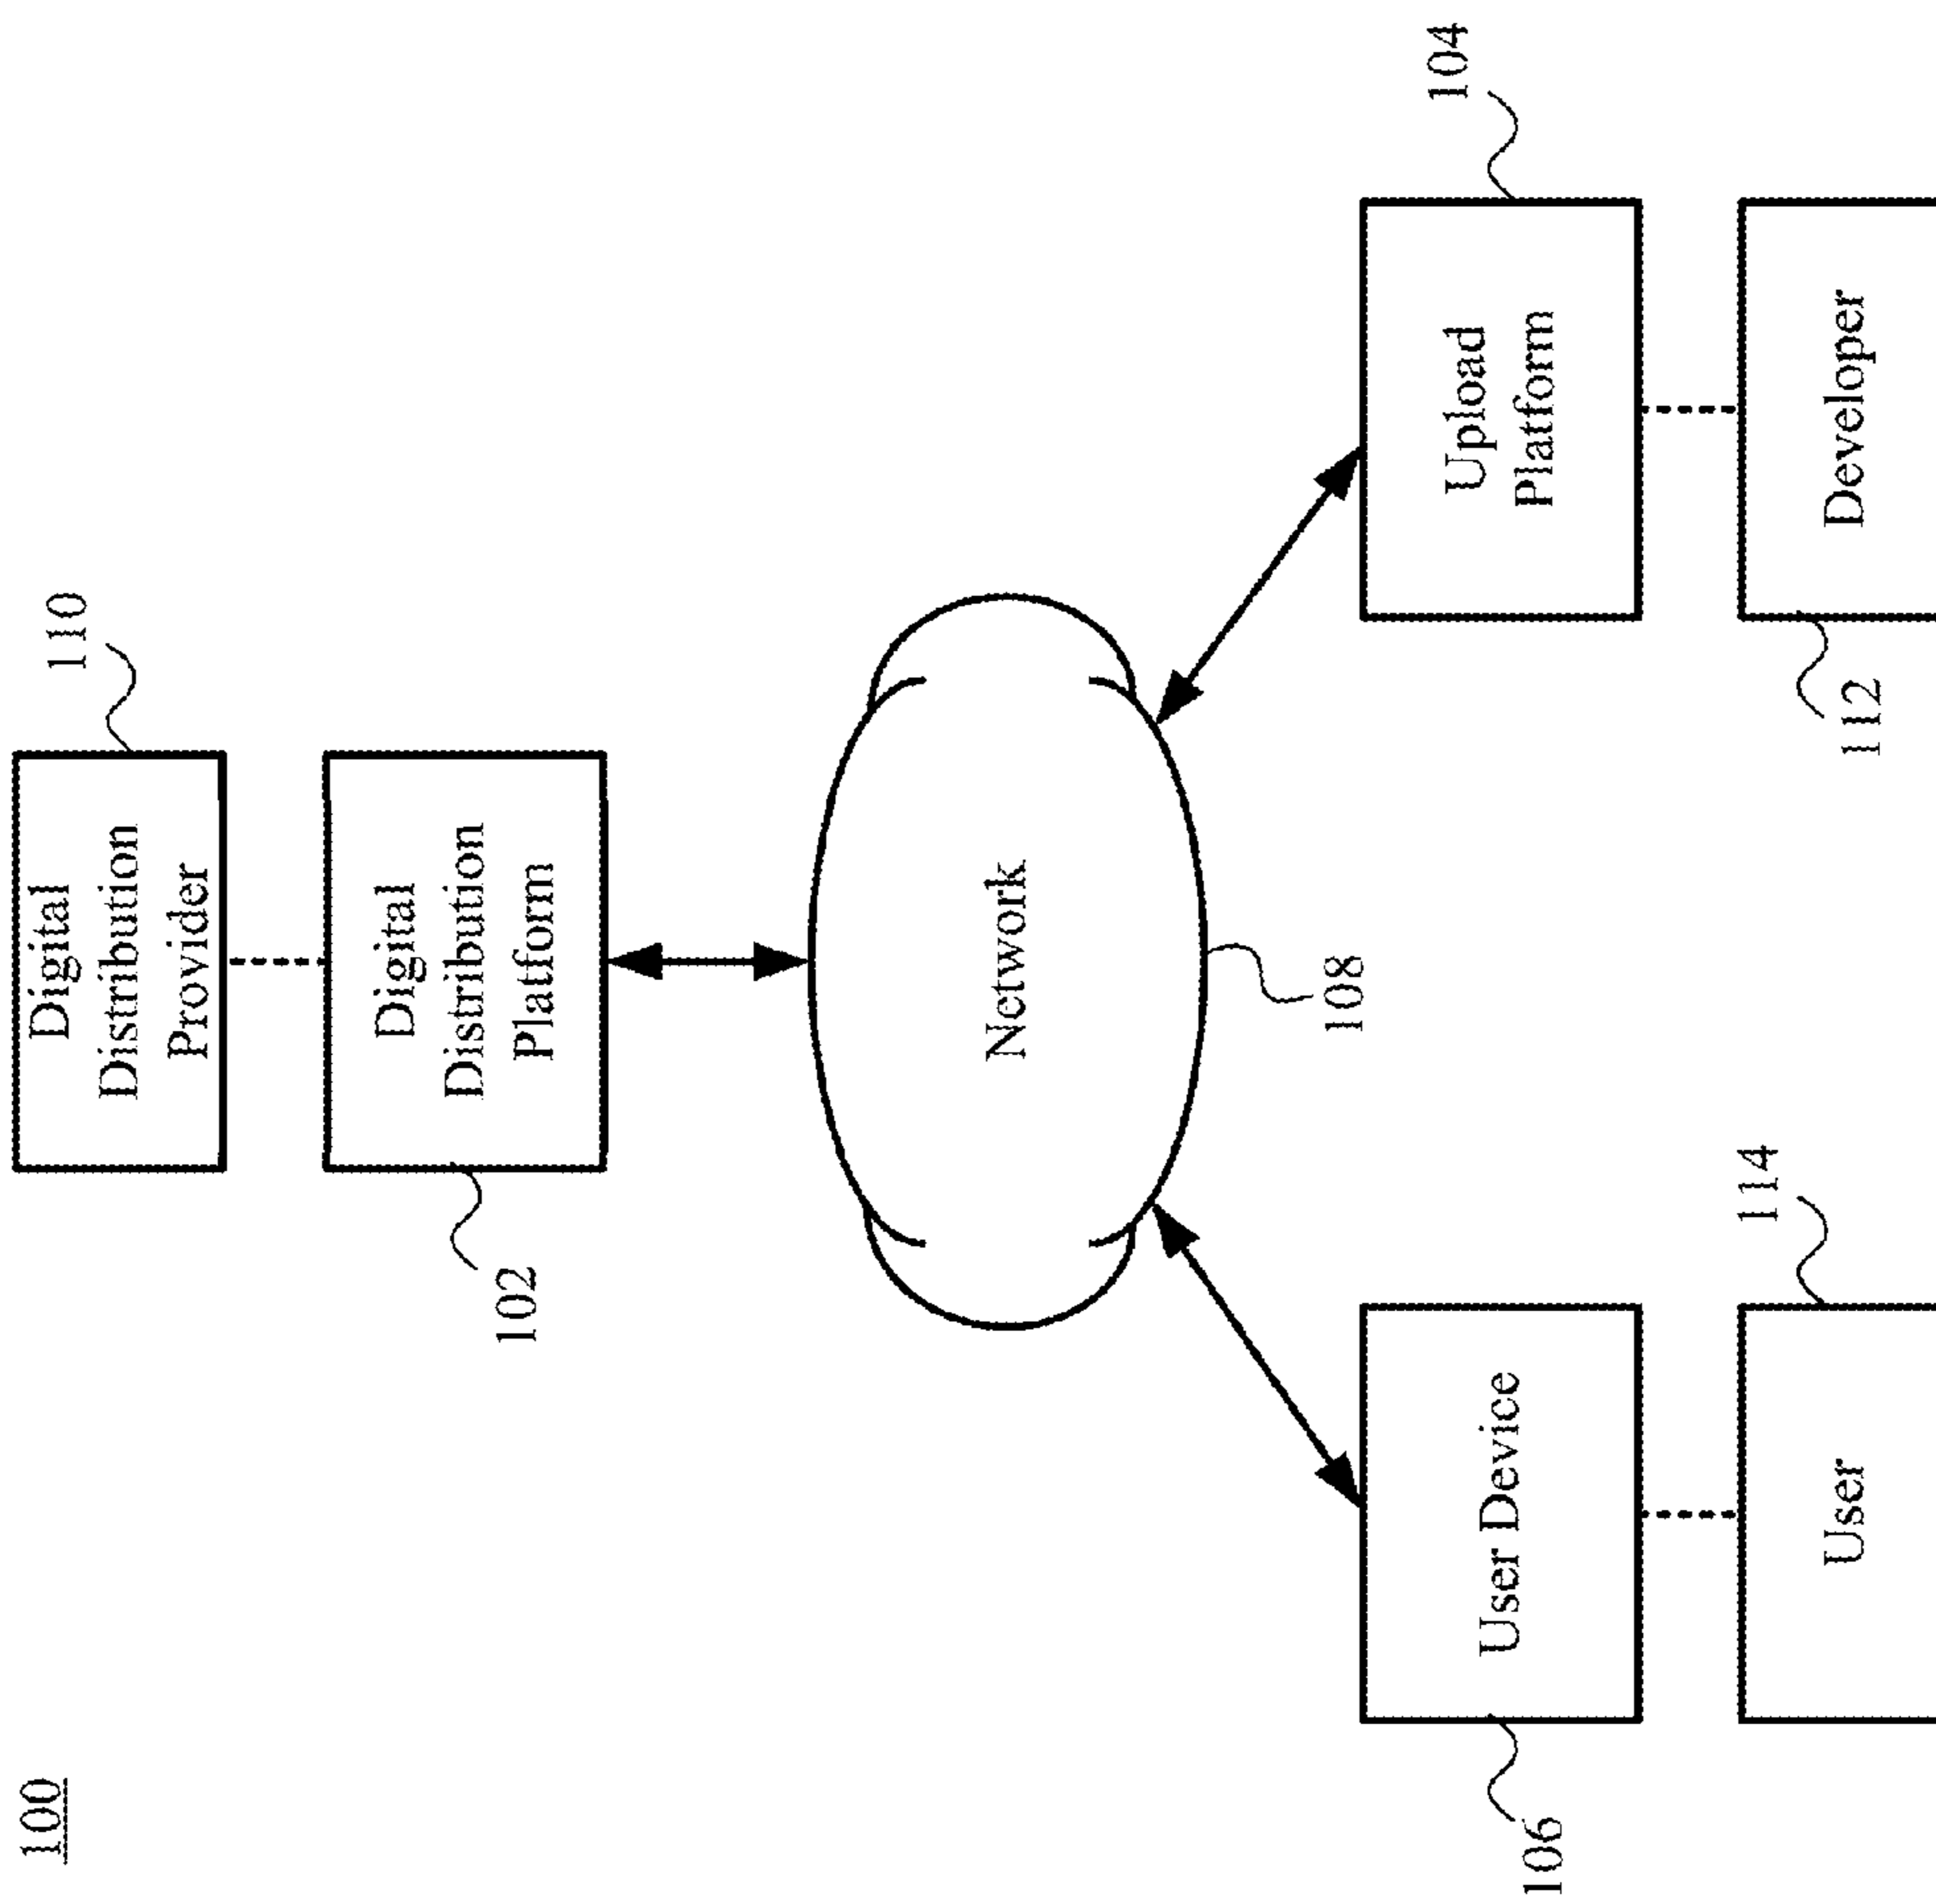 100
110
Digital
Distribution
Provider
Digital
Distribution
Platform
102
Network
108
104
Upload
Platform
Developer
112
User Device
106
114
User